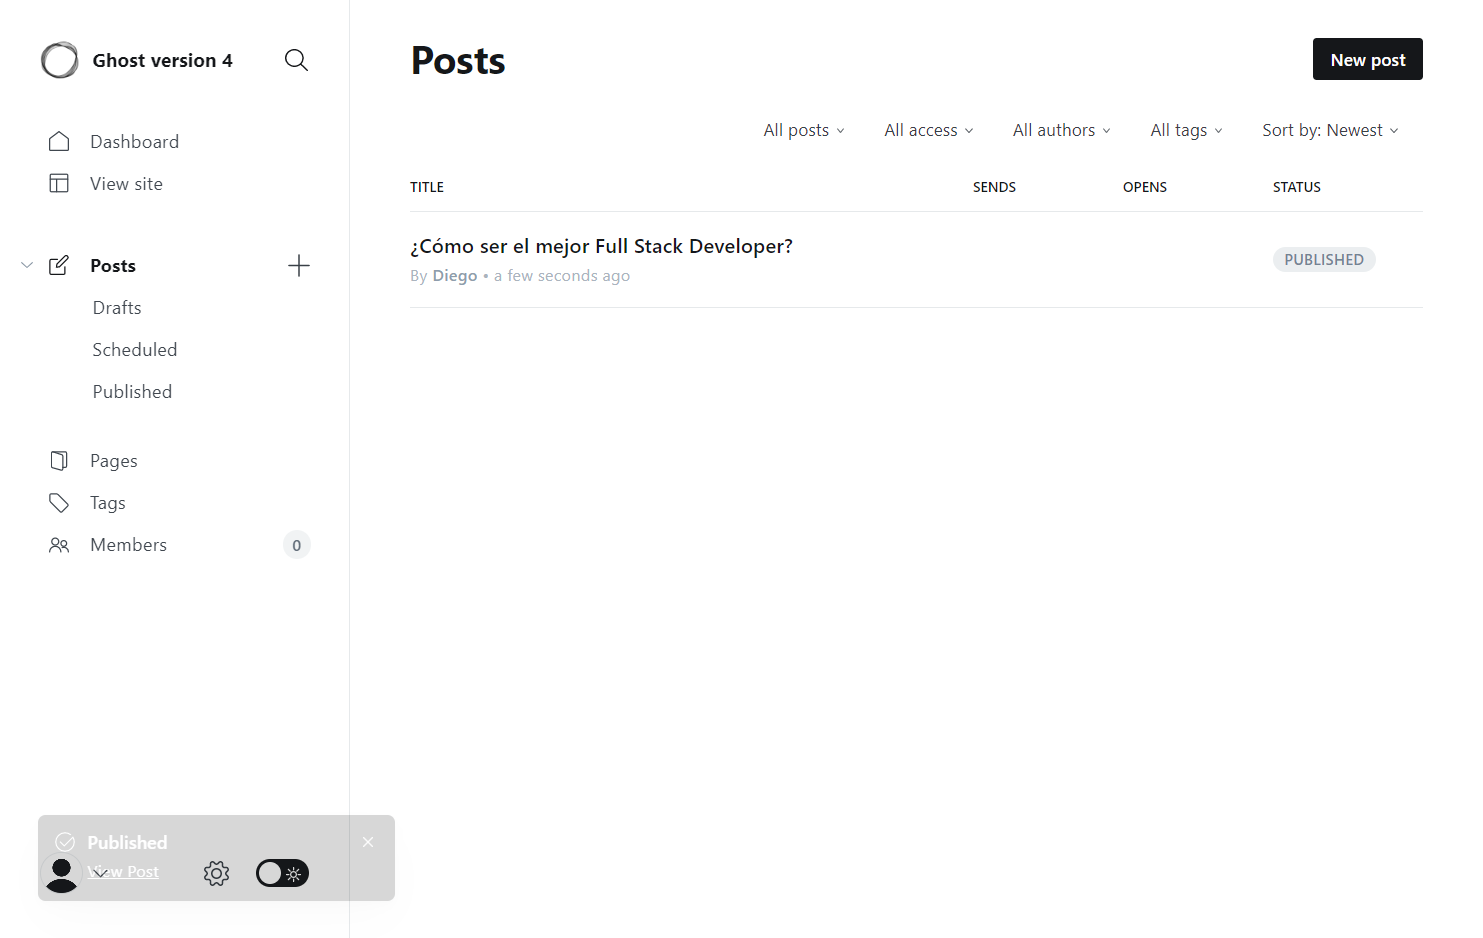 Ghost version 4
Dashboard
View site
Posts
Drafts
Scheduled
Published
Pages
Tags
Members 0
Published
View Post
Posts
New post
All posts All access All authors All tags Sort by: Newest
TITLE SENDS OPENS STATUS
¿Cómo ser el mejor Full Stack Developer?
By Diego • a few seconds ago
PUBLISHED